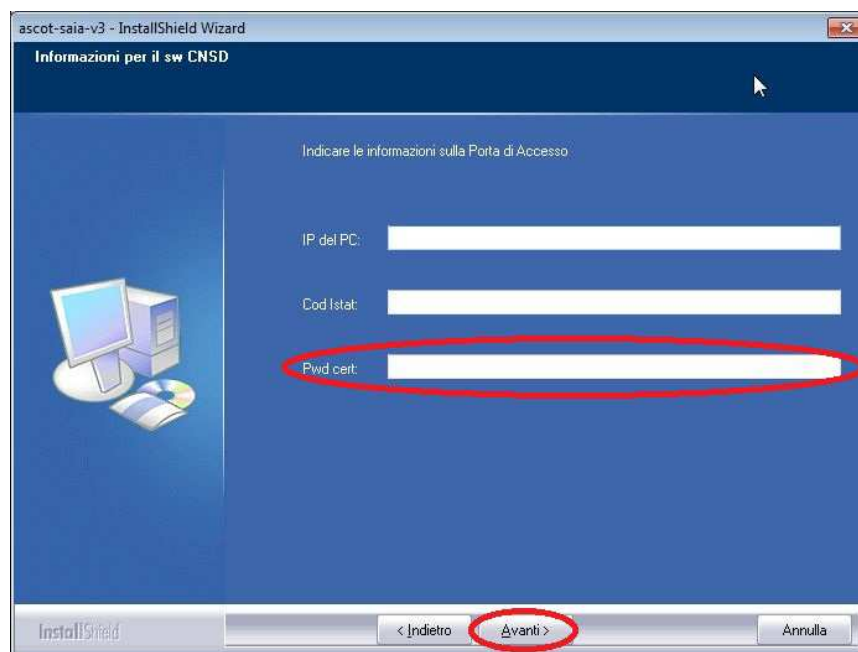 ascot-saia-v3 - InstallShield Wizard
Informazioni per il sw CNSD
Indicare le informazioni sulla Porta di Accesso
IP del PC:
Cod Istat:
Pwd cert:
InstallShield
< Indietro
Avanti >
Annulla